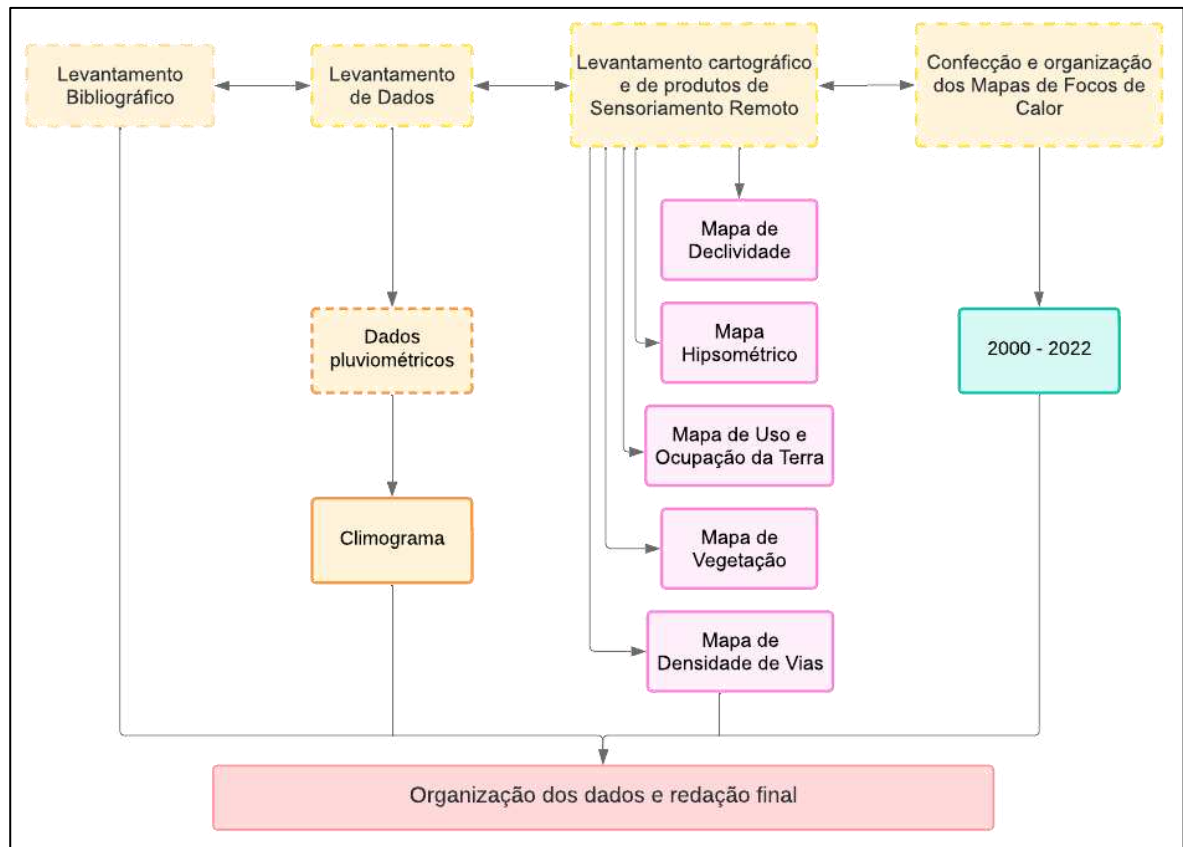 Levantamento
Bibliográfico
Levantamento
de Dados
Levantamento cartográfico
e de produtos de
Sensoriamento Remoto
Confecção e organização
dos Mapas de Focos de
Calor
Mapa de
Declividade
Dados
pluviométricos
Mapa
Hipsométrico
2000 - 2022
Mapa de Uso e
Ocupação da Terra
Climograma
Mapa de
Vegetação
Mapa de
Densidade de Vias
Organização dos dados e redação final